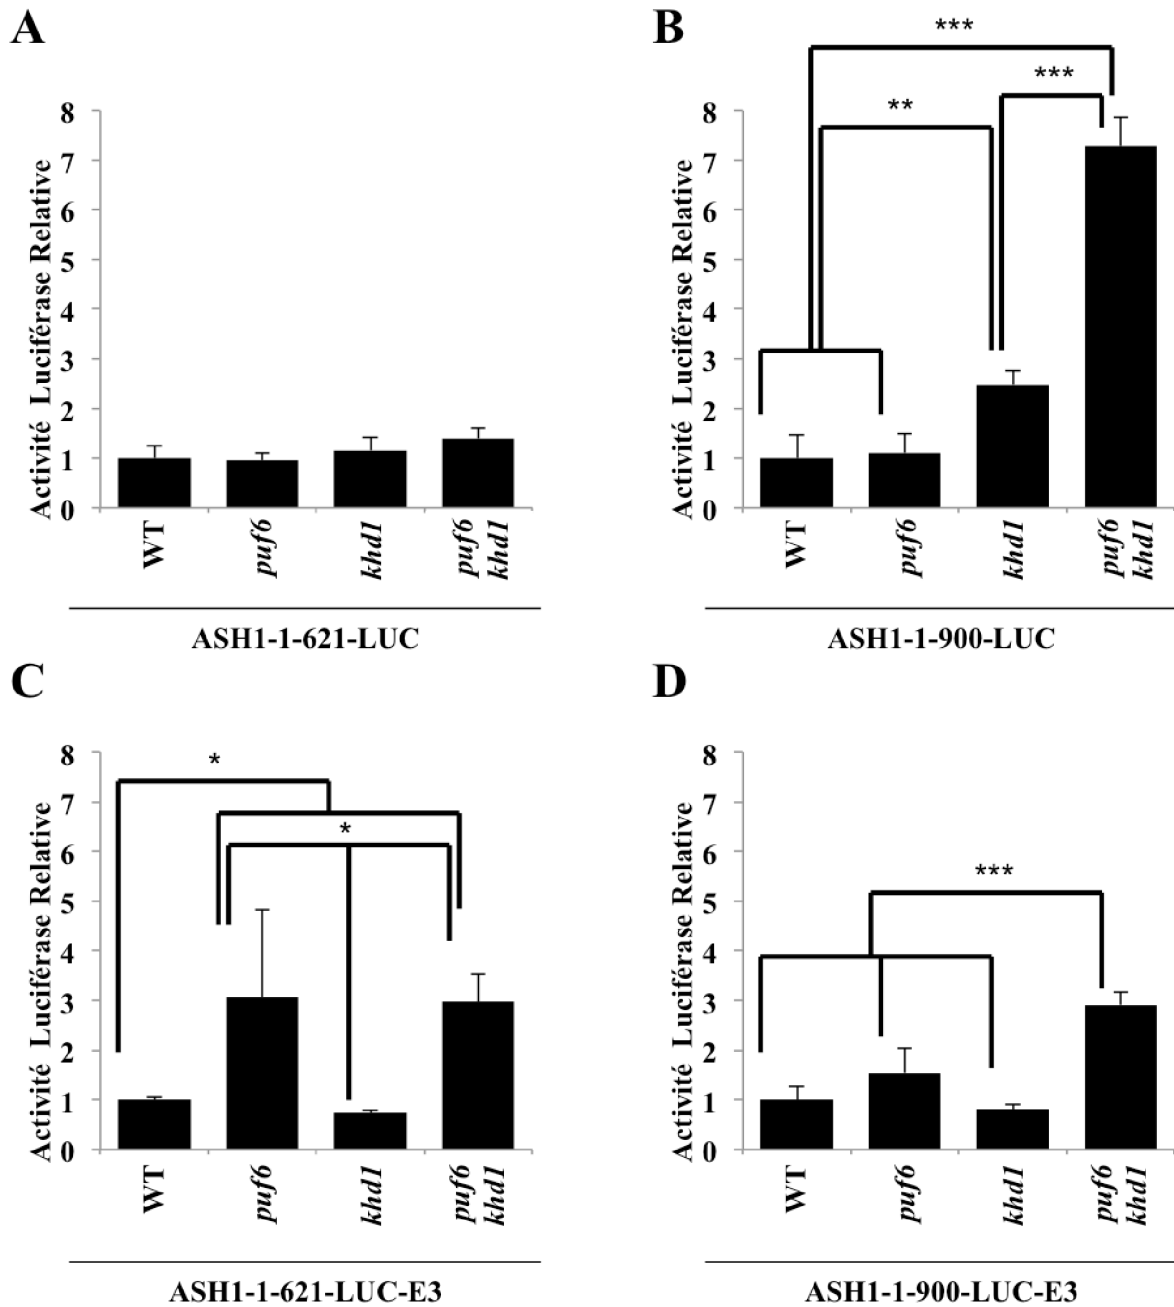 A
Activité Luciférase Relative
8
7
6
5
4
3
2
1
0
WT
puf6
khd1
puf6
khd1
ASH1-1-621-LUC
B
***
***
**
Activité Luciférase Relative
8
7
6
5
4
3
2
1
0
WT
puf6
khd1
puf6
khd1
ASH1-1-900-LUC
C
*
*
Activité Luciférase Relative
8
7
6
5
4
3
2
1
0
WT
puf6
khd1
puf6
khd1
ASH1-1-621-LUC-E3
D
***
Activité Luciférase Relative
8
7
6
5
4
3
2
1
0
WT
puf6
khd1
puf6
khd1
ASH1-1-900-LUC-E3